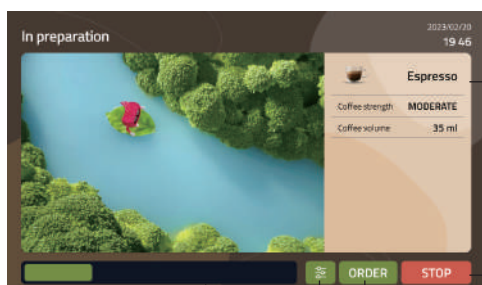 In preparation
2023/02/20
19 46
Espresso
Coffee strength MODERATE
Coffee volume 35 ml
ORDER STOP